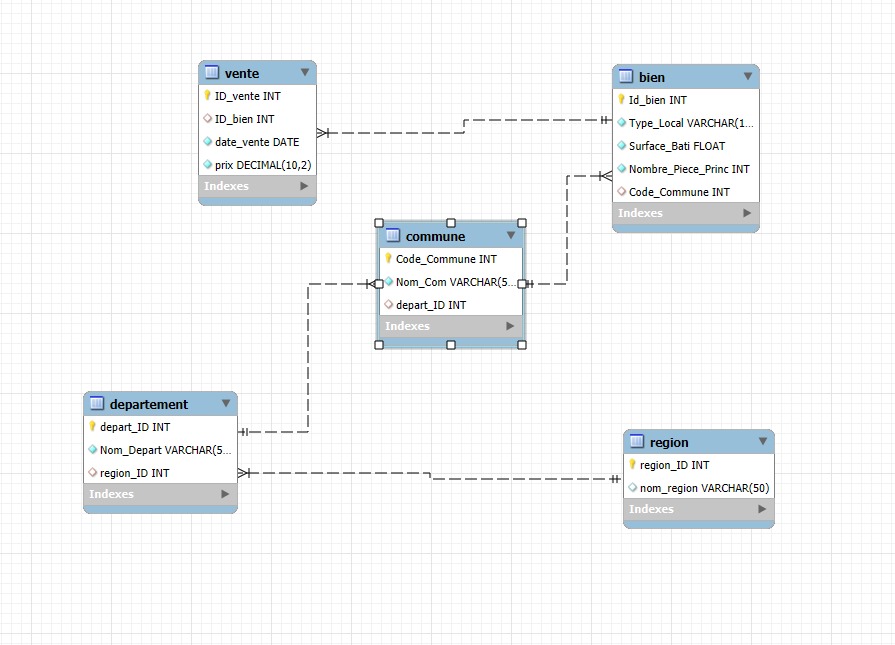 vente
ID_vente INT
ID_bien INT
date_vente DATE
prix DECIMAL(10,2)
Indexes
bien
Id_bien INT
Type_Local VARCHAR(1...
Surface_Bati FLOAT
Nombre_Piece_Princ INT
Code_Commune INT
Indexes
commune
Code_Commune INT
Nom_Com VARCHAR(5...
depart_ID INT
Indexes
departement
depart_ID INT
Nom_Depart VARCHAR(5...
region_ID INT
Indexes
region
region_ID INT
nom_region VARCHAR(50)
Indexes